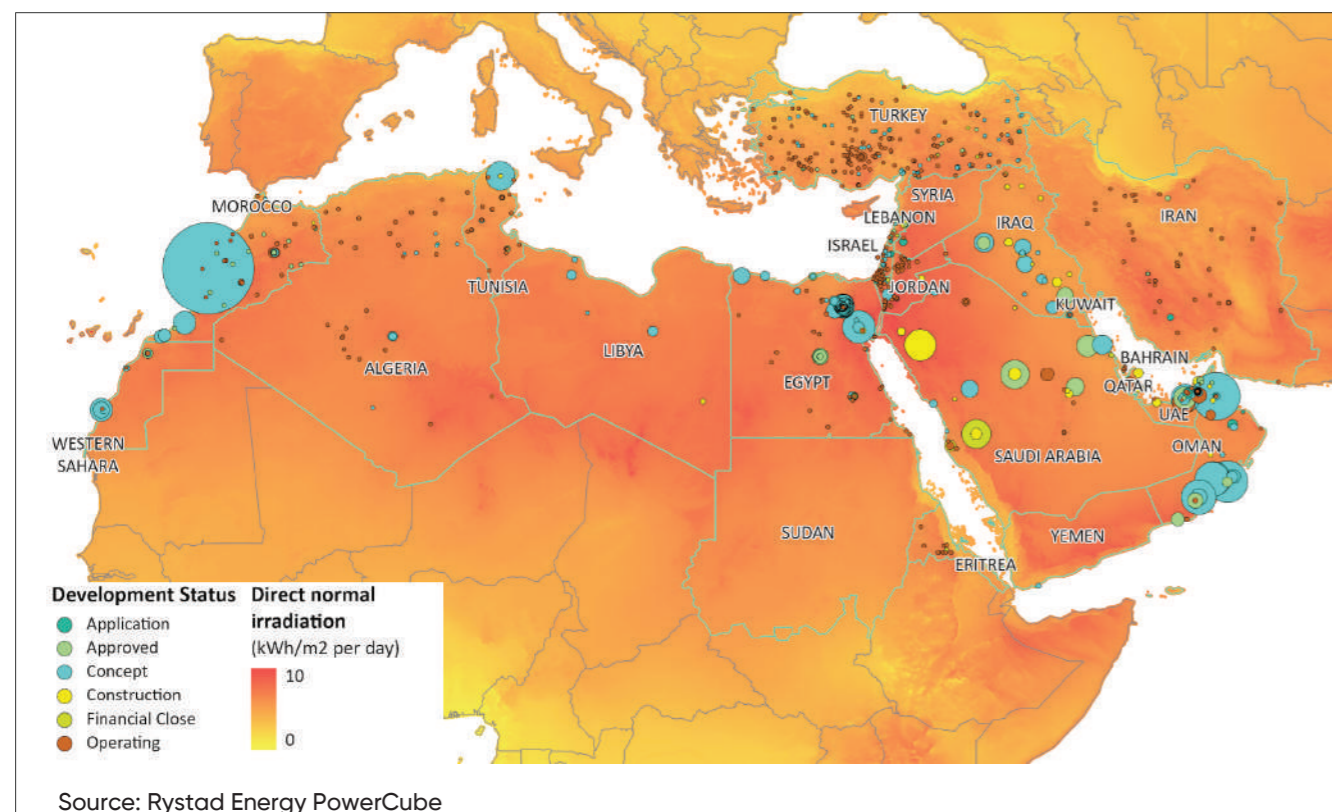 TURKEY
SYRIA
LEBANON
IRAQ
IRAN
MOROCCO
ISRAEL
TUNISIA
JORDAN
KUWAIT
LIBYA
ALGERIA
EGYPT
BAHRAIN
QATAR
UAE
WESTERN
SAHARA
SAUDI ARABIA
OMAN
SUDAN
YEMEN
ERITREA
Development Status
Application
Approved
Concept
Construction
Financial Close
Operating
Direct normal
irradiation
(kWh/m2 per day)
10
0
Source: Rystad Energy PowerCube